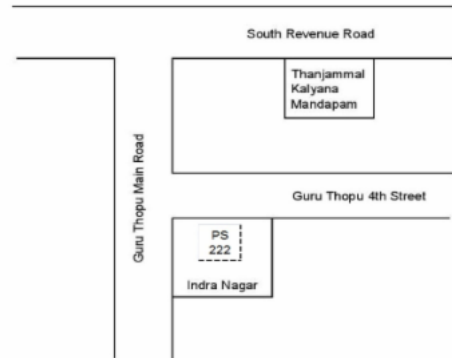 South Revenue Road
Thanjammal
Kalyana
Mandapam
Guru Thopu Main Road
Guru Thopu 4th Street
PS
222
Indra Nagar